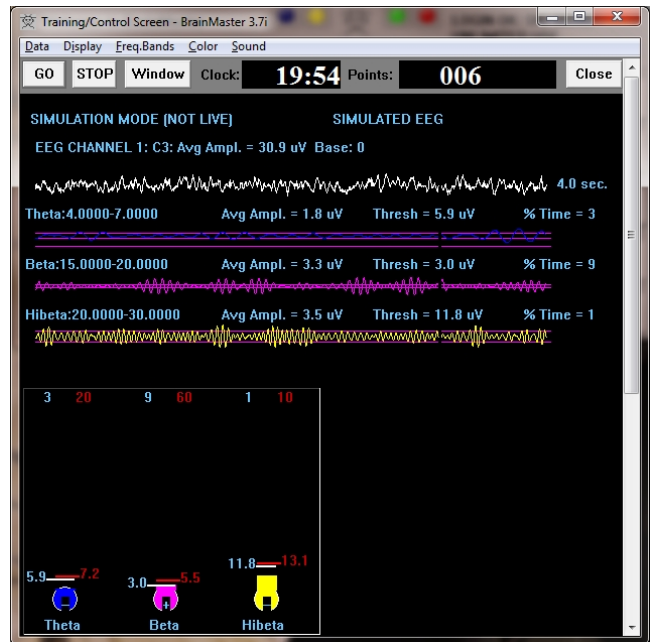 Training/Control Screen - BrainMaster 3.7i
Data Display Freq.Bands Color Sound
GO STOP Window Clock: 19:54 Points: 006 Close
SIMULATION MODE (NOT LIVE) SIMULATED EEG
EEG CHANNEL 1: C3: Avg Ampl. = 30.9 uV Base: 0
4.0 sec.
Theta:4.0000-7.0000 Avg Ampl. = 1.8 uV Thresh = 5.9 uV % Time = 3
Beta:15.0000-20.0000 Avg Ampl. = 3.3 uV Thresh = 3.0 uV % Time = 9
Hibeta:20.0000-30.0000 Avg Ampl. = 3.5 uV Thresh = 11.8 uV % Time = 1
3 20 9 60 1 10
11.8 13.1
5.9 7.2 3.0 5.5
- + -
Theta Beta Hibeta